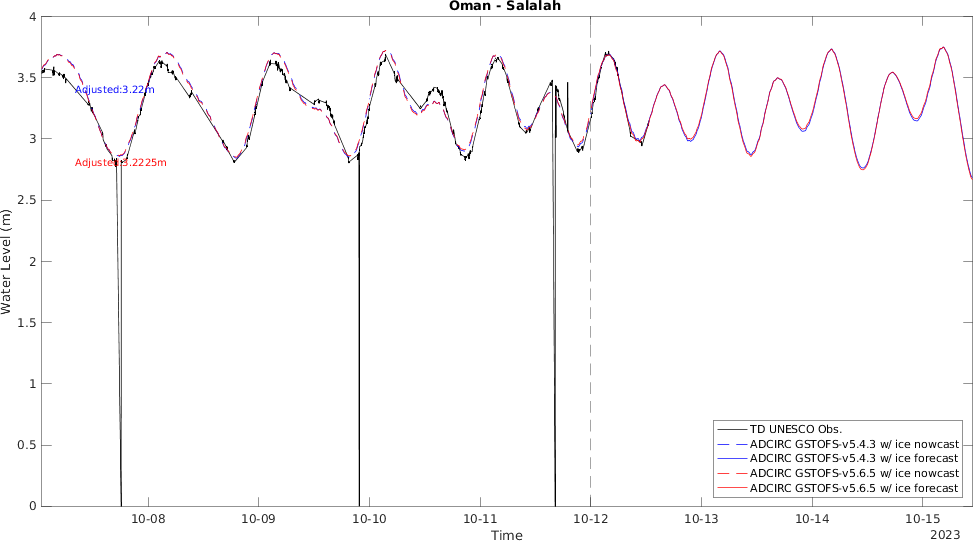 Oman - Salalah
4
3.5
3
2.5
2
1.5
1
0.5
0
Water Level (m)
Adjusted:3.22m
Adjusted:3.2225m
10-08
10-09
10-10
10-11
10-12
10-13
10-14
10-15
Time
2023
TD UNESCO Obs.
ADCIRC GSTOFS-v5.4.3 w/ ice nowcast
ADCIRC GSTOFS-v5.4.3 w/ ice forecast
ADCIRC GSTOFS-v5.6.5 w/ ice nowcast
ADCIRC GSTOFS-v5.6.5 w/ ice forecast